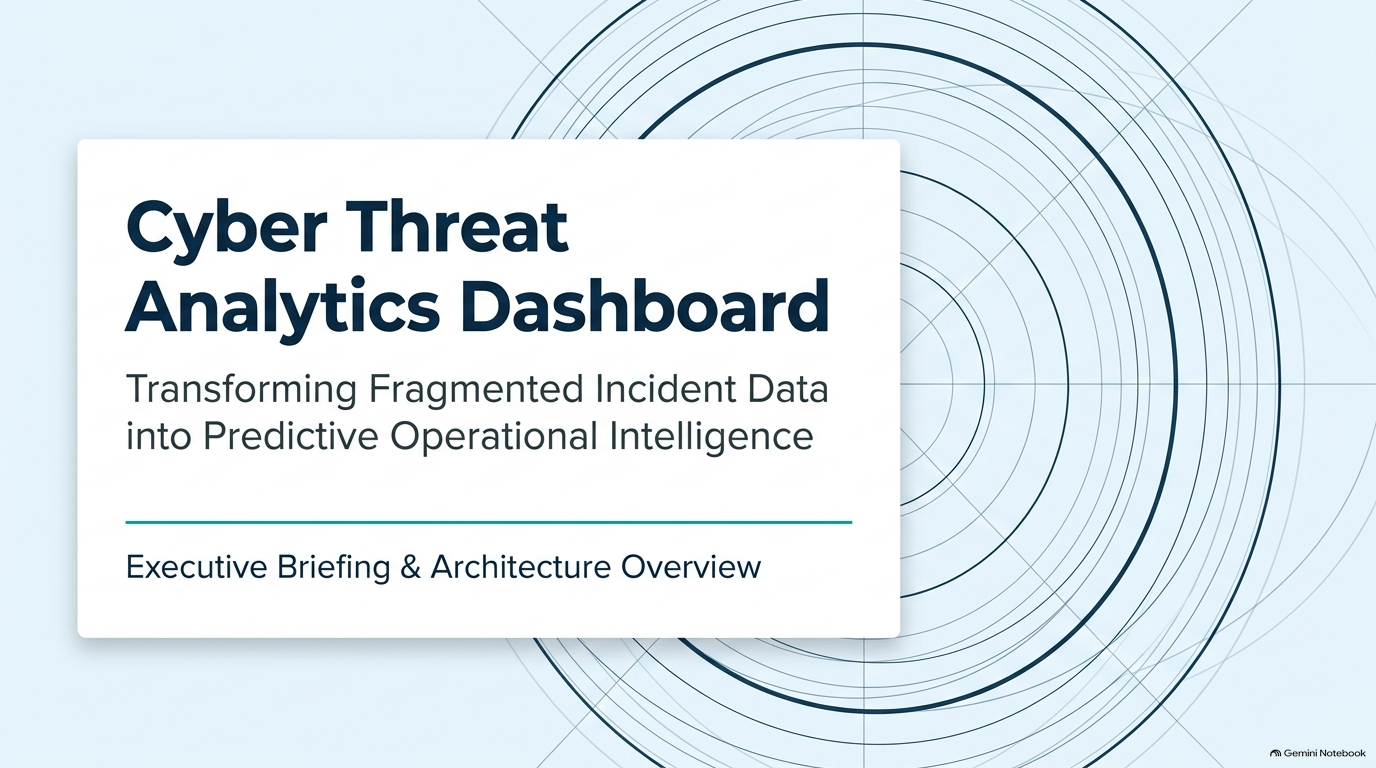 Cyber Threat
Analytics Dashboard
Transforming Fragmented Incident Data
into Predictive Operational Intelligence
Executive Briefing & Architecture Overview
Gemini Notebook